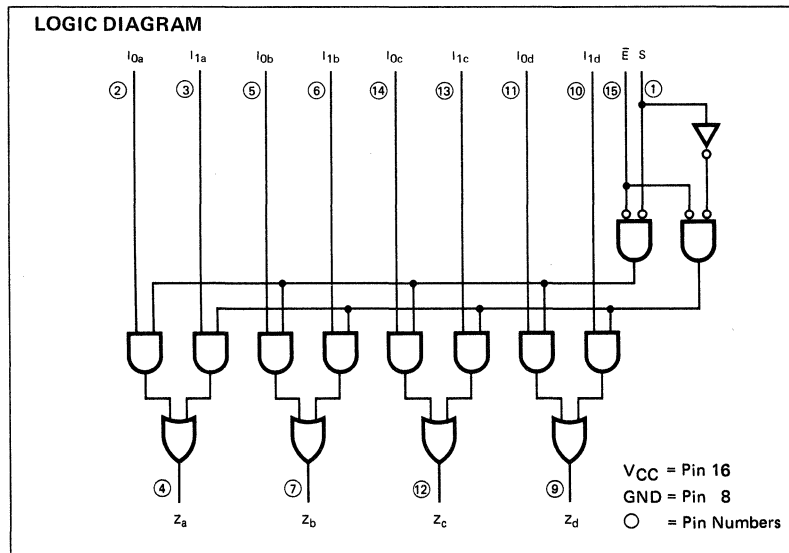 LOGIC DIAGRAM
I0a I1a I0b I1b I0c I1c I0d I1d E̅ S
2 3 5 6 14 13 11 10 15 1
4 7 12 9
Za Zb Zc Zd
VCC = Pin 16
GND = Pin 8
= Pin Numbers